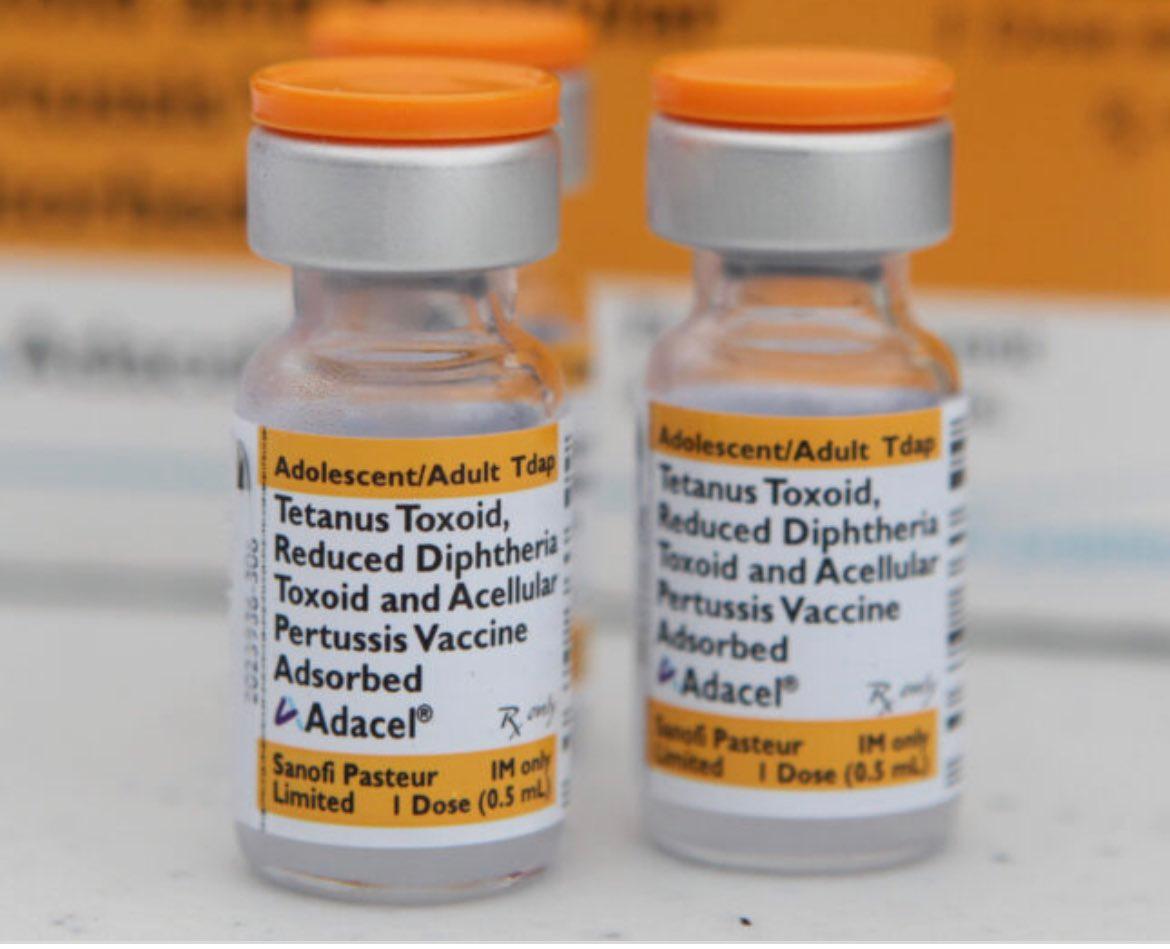 Adolescent/Adult Tdap
Tetanus Toxoid,
Reduced Diphtheria
Toxoid and Acellular
Pertussis Vaccine
Adsorbed
Adacel®
Rx only
Sanofi Pasteur IM only
Limited 1 Dose (0.5 mL)
Adolescent/Adult Tdap
Tetanus Toxoid,
Reduced Diphtheria
Toxoid and Acellular
Pertussis Vaccine
Adsorbed
Adacel®
Rx only
Sanofi Pasteur IM only
Limited 1 Dose (0.5 mL)